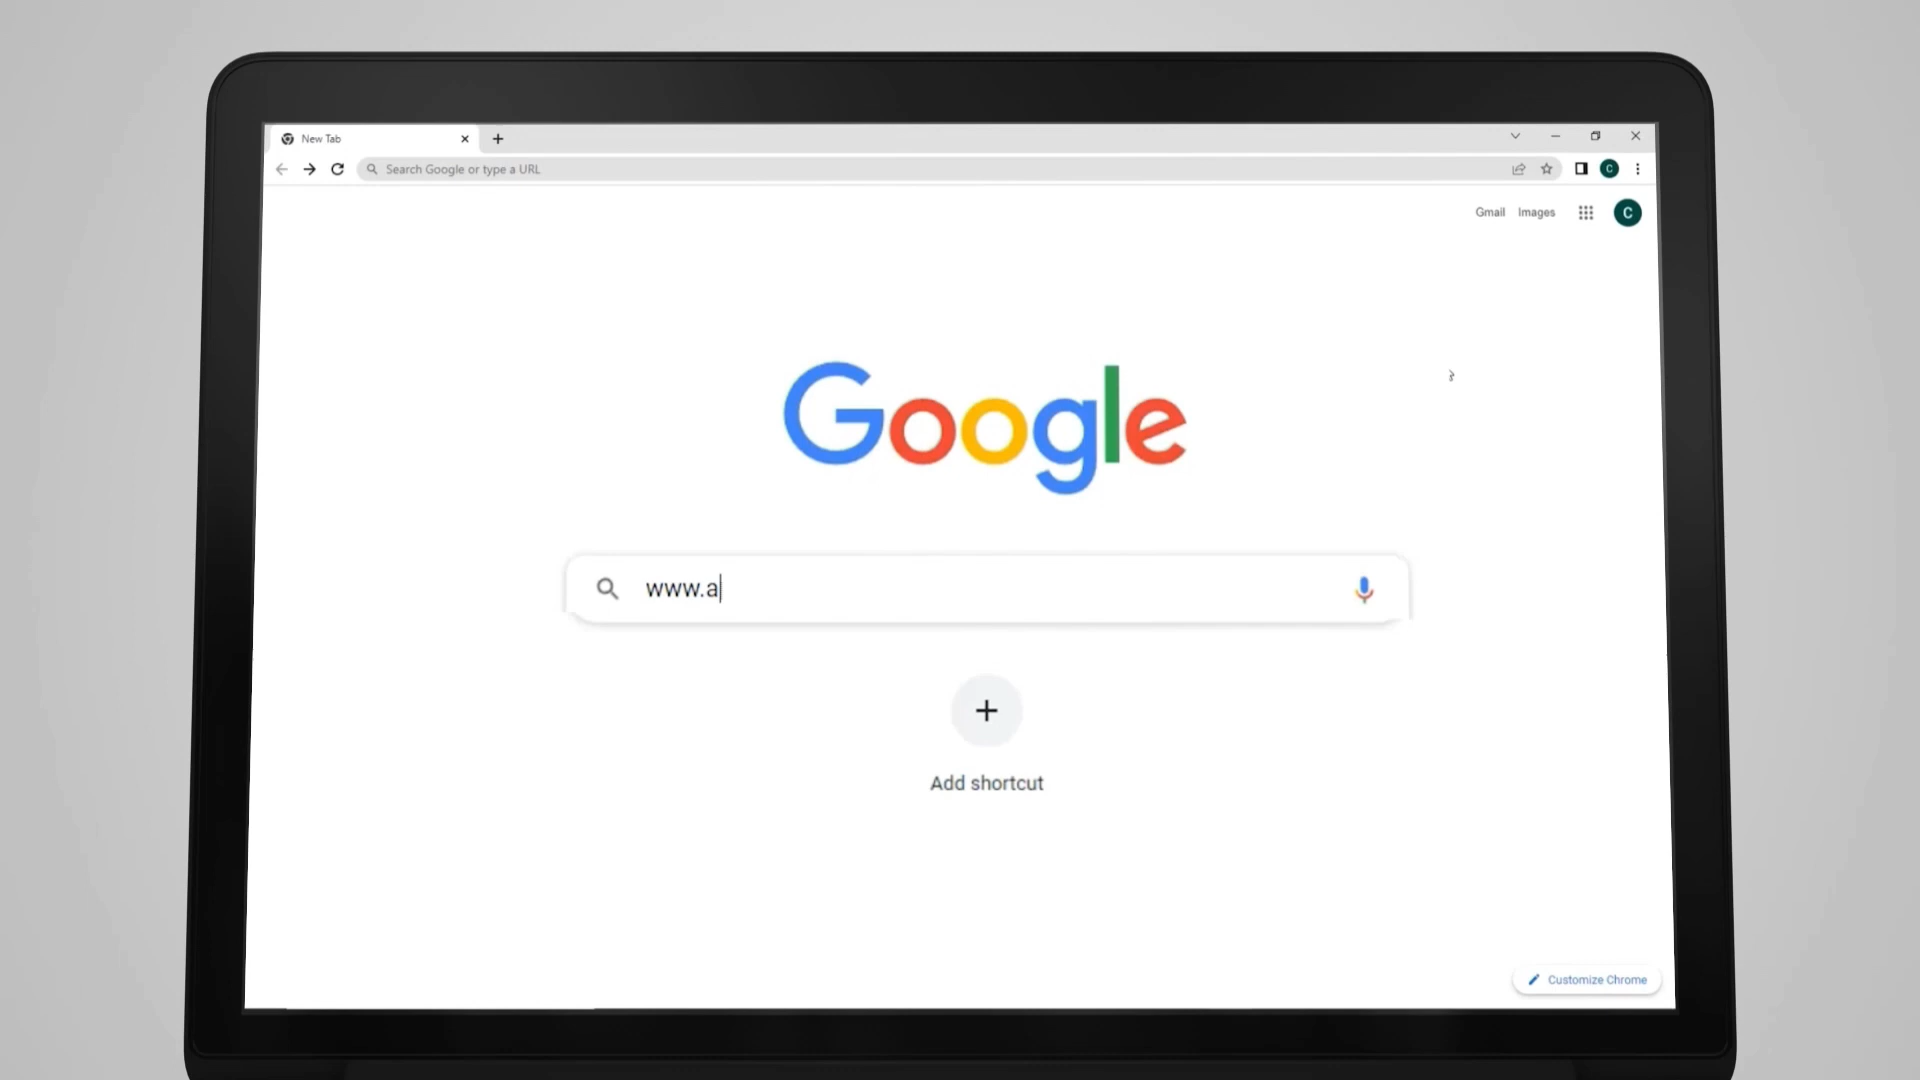 New Tab
Search Google or type a URL
C
Gmail Images
C
Google
www.a
Add shortcut
Customize Chrome